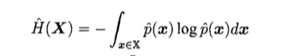 Ĥ(X) = − ∫_{x∈X} p̂(x) log p̂(x)dx